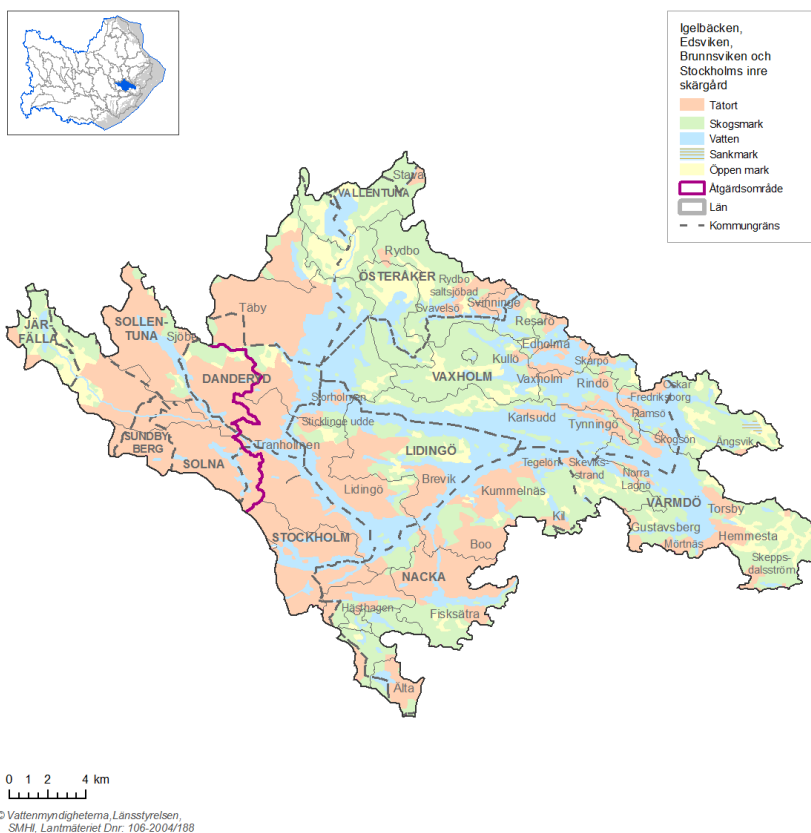 Igelbäcken,
Edsviken,
Brunnsviken och
Stockholms inre
skärgård
Tätort
Skogsmark
Vatten
Sankmark
Öppen mark
Åtgärdsområde
Län
Kommungräns
Stava
VALLENTUNA
Rydbo
ÖSTERÅKER
Rydbo
saltsjöbad
Svinninge
Svavelsö
Täby
Resarö
JÄR-
FÄLLA
SOLLEN-
TUNA
Sjöb
Edholma
Kullö
Skarpö
DANDERYD
VAXHOLM
Vaxholm
Rindö
Oskar
Fredriksborg
Storholmen
Ramsö
Sticklinge udde
Karlsudd
Tynningö
SUNDBY
BERG
Tranholmen
Skogsön
Ängsvik
SOLNA
LIDINGÖ
Tegelön
Skeviks-
strand
Norra
Lagnö
Lidingö
Brevik
Kummelnäs
VÄRMDÖ
Torsby
Kil
Gustavsberg
Hemmesta
STOCKHOLM
Boo
Mörtnäs
Skepps-
dalsström
NACKA
Hästhagen
Fisksätra
Älta
0 1 2 4 km
© Vattenmyndigheterna,Länsstyrelsen,
SMHI, Lantmäteriet Dnr: 106-2004/188